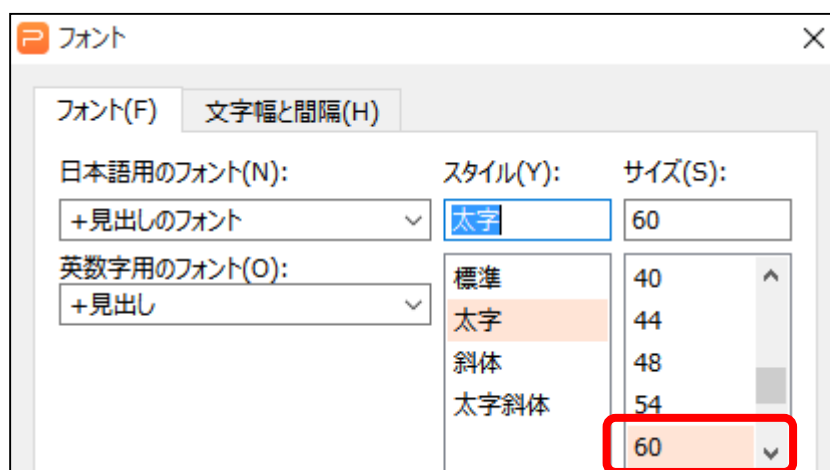 フォント
フォント(F) 文字幅と間隔(H)
日本語用のフォント(N): スタイル(Y): サイズ(S):
+見出しのフォント 太字 60
英数字用のフォント(O):
+見出し
標準 40
太字 44
斜体 48
太字斜体 54
60